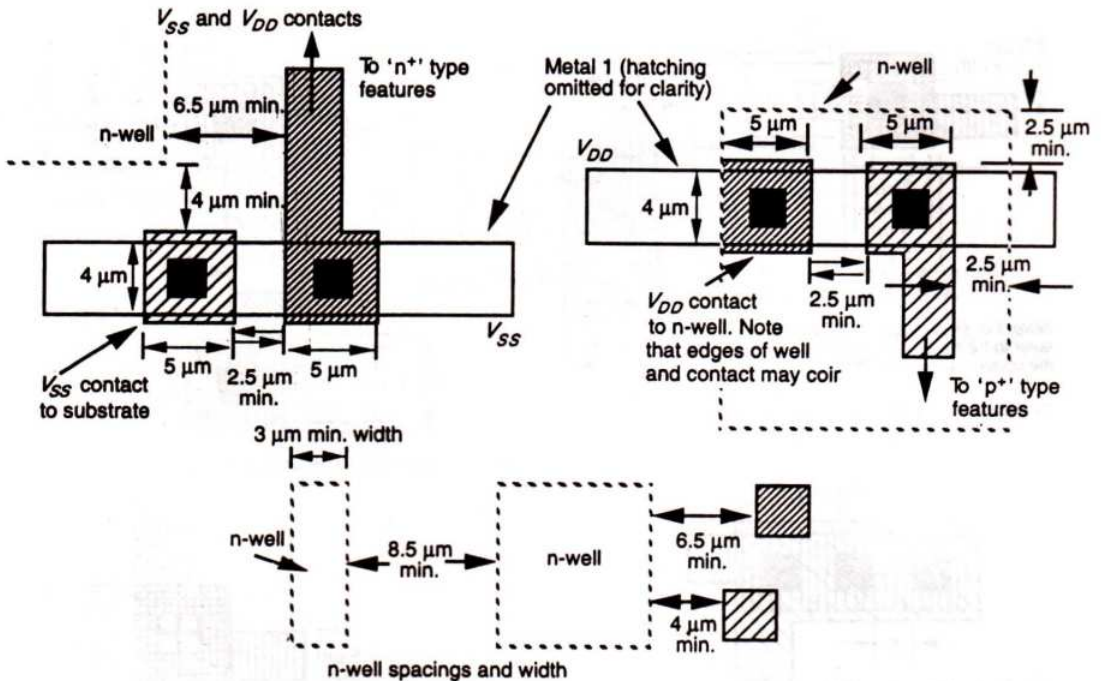 V_SS and V_DD contacts
To 'n+' type
features
6.5 µm min.
n-well
4 µm min.
4 µm
5 µm
2.5 µm
min.
5 µm
V_SS
V_SS contact
to substrate
Metal 1 (hatching
omitted for clarity)
n-well
5 µm
5 µm
2.5 µm
min.
V_DD
4 µm
2.5 µm
min.
2.5 µm
min.
V_DD contact
to n-well. Note
that edges of well
and contact may coir
To 'p+' type
features
3 µm min. width
n-well
8.5 µm
min.
n-well
6.5 µm
min.
4 µm
min.
n-well spacings and width